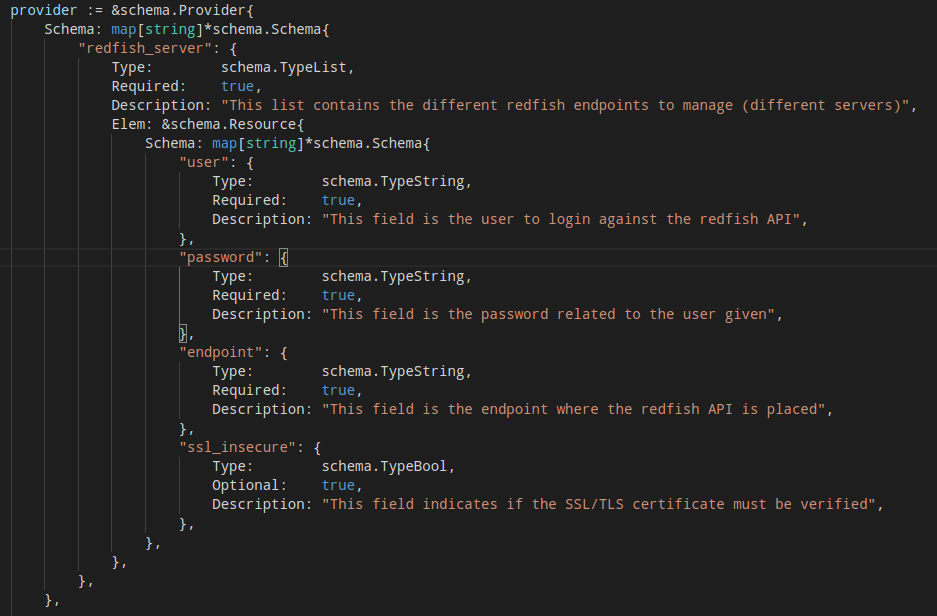 provider := &schema.Provider{
    Schema: map[string]*schema.Schema{
        "redfish_server": {
            Type:        schema.TypeList,
            Required:    true,
            Description: "This list contains the different redfish endpoints to manage (different servers)",
            Elem: &schema.Resource{
                Schema: map[string]*schema.Schema{
                    "user": {
                        Type:        schema.TypeString,
                        Required:    true,
                        Description: "This field is the user to login against the redfish API",
                    },
                    "password": {
                        Type:        schema.TypeString,
                        Required:    true,
                        Description: "This field is the password related to the user given",
                    },
                    "endpoint": {
                        Type:        schema.TypeString,
                        Required:    true,
                        Description: "This field is the endpoint where the redfish API is placed",
                    },
                    "ssl_insecure": {
                        Type:        schema.TypeBool,
                        Optional:    true,
                        Description: "This field indicates if the SSL/TLS certificate must be verified",
                    },
                },
            },
        },
    },